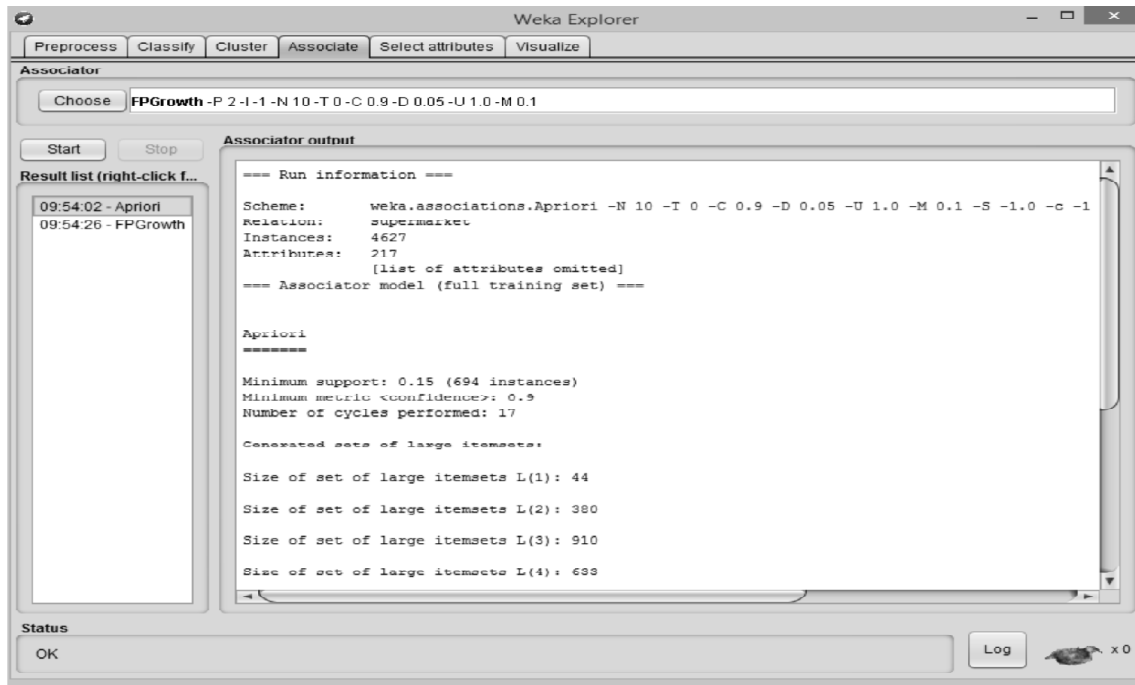 Weka Explorer
Preprocess Classify Cluster Associate Select attributes Visualize
Associator
Choose FPGrowth -P 2 -I -1 -N 10 -T 0 -C 0.9 -D 0.05 -U 1.0 -M 0.1
Start Stop
Result list (right-click f...
09:54:02 - Apriori
09:54:26 - FPGrowth
Associator output
=== Run information ===
Scheme: weka.associations.Apriori -N 10 -T 0 -C 0.9 -D 0.05 -U 1.0 -M 0.1 -S -1.0 -c -1
Relation: supermarket
Instances: 4627
Attributes: 217
[list of attributes omitted]
=== Associator model (full training set) ===
Apriori
=======
Minimum support: 0.15 (694 instances)
Minimum metric <confidence>: 0.9
Number of cycles performed: 17
Generated sets of large itemsets:
Size of set of large itemsets L(1): 44
Size of set of large itemsets L(2): 380
Size of set of large itemsets L(3): 910
Size of set of large itemsets L(4): 633
Status
OK
Log
x 0